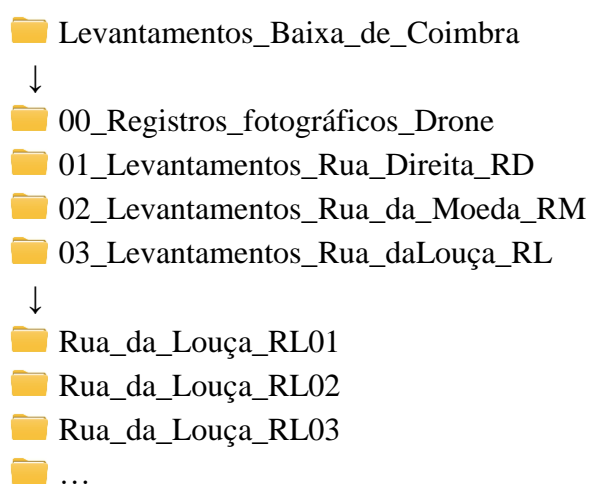 Levantamentos_Baixa_de_Coimbra
↓
00_Registros_fotográficos_Drone
01_Levantamentos_Rua_Direita_RD
02_Levantamentos_Rua_da_Moeda_RM
03_Levantamentos_Rua_daLouça_RL
↓
Rua_da_Louça_RL01
Rua_da_Louça_RL02
Rua_da_Louça_RL03
…